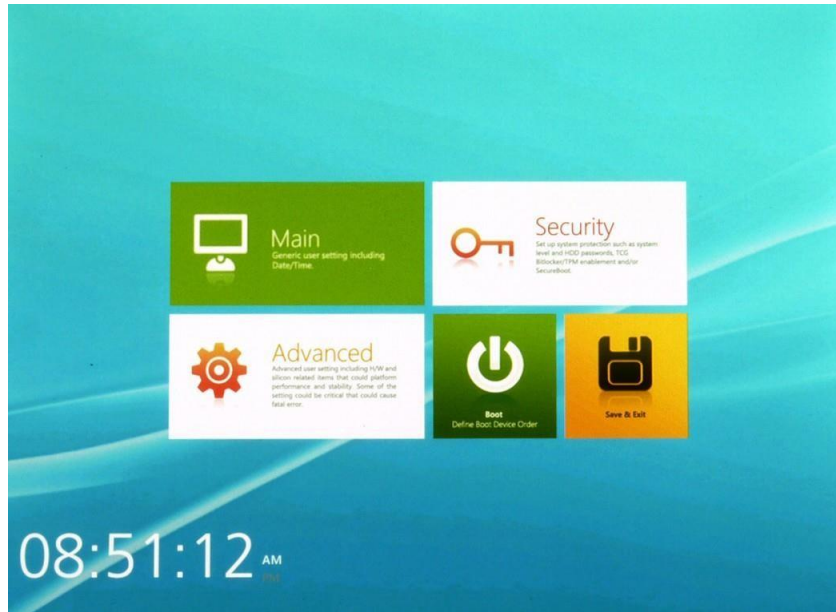 Main
Generic user setting including
Date/Time.
Security
Set up system protection such as system
level and HDD passwords, TCG
Bitlocker/TPM enablement and/or
SecureBoot.
Advanced
Advanced user setting including H/W and
silicon related items that could platform
performance and stability. Some of the
setting could be critical that could cause
fatal error.
Boot
Define Boot Device Order
Save & Exit
08:51:12 AM
PM